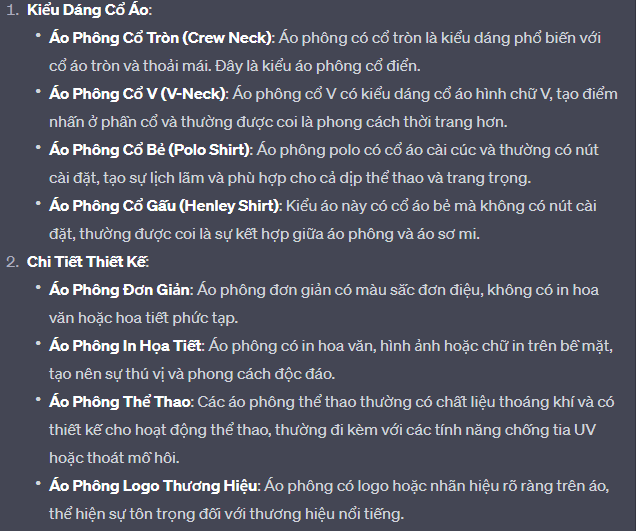 1. Kiểu Dáng Cổ Áo:
• Áo Phông Cổ Tròn (Crew Neck): Áo phông có cổ tròn là kiểu dáng phổ biến với
cổ áo tròn và thoải mái. Đây là kiểu áo phông cổ điển.
• Áo Phông Cổ V (V-Neck): Áo phông cổ V có kiểu dáng cổ áo hình chữ V, tạo điểm
nhấn ở phần cổ và thường được coi là phong cách thời trang hơn.
• Áo Phông Cổ Bẻ (Polo Shirt): Áo phông polo có cổ áo cài cúc và thường có nút
cài đặt, tạo sự lịch lãm và phù hợp cho cả dịp thể thao và trang trọng.
• Áo Phông Cổ Gấu (Henley Shirt): Kiểu áo này có cổ áo bẻ mà không có nút cài
đặt, thường được coi là sự kết hợp giữa áo phông và áo sơ mi.
2. Chi Tiết Thiết Kế:
• Áo Phông Đơn Giản: Áo phông đơn giản có màu sắc đơn điệu, không có in hoa
văn hoặc hoa tiết phức tạp.
• Áo Phông In Họa Tiết: Áo phông có in hoa văn, hình ảnh hoặc chữ in trên bề mặt,
tạo nên sự thú vị và phong cách độc đáo.
• Áo Phông Thể Thao: Các áo phông thể thao thường có chất liệu thoáng khí và có
thiết kế cho hoạt động thể thao, thường đi kèm với các tính năng chống tia UV
hoặc thoát mồ hôi.
• Áo Phông Logo Thương Hiệu: Áo phông có logo hoặc nhãn hiệu rõ ràng trên áo,
thể hiện sự tôn trọng đối với thương hiệu nổi tiếng.